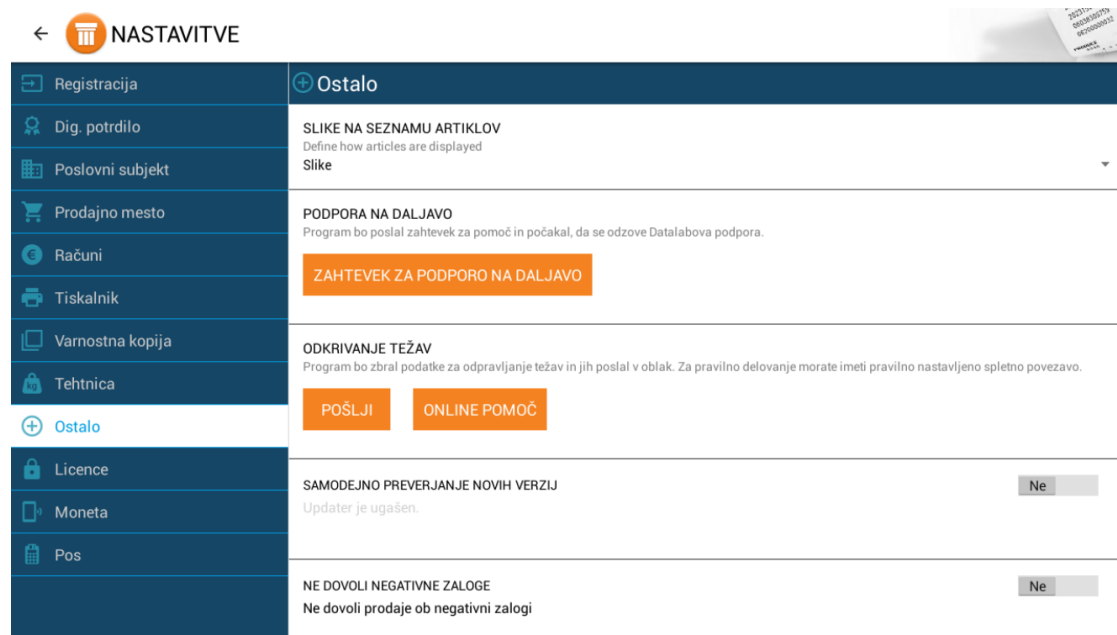 NASTAVITVE
Registracija
Dig. potrdilo
Poslovni subjekt
Prodajno mesto
Računi
Tiskalnik
Varnostna kopija
kg
Tehtnica
Ostalo
Licence
Moneta
Pos
Ostalo
SLIKE NA SEZNAMU ARTIKLOV
Define how articles are displayed
Slike
PODPORA NA DALJAVO
Program bo poslal zahtevek za pomoč in počakal, da se odzove Datalabova podpora.
ZAHTEVEK ZA PODPORO NA DALJAVO
ODKRIVANJE TEŽAV
Program bo zbral podatke za odpravljanje težav in jih poslal v oblak. Za pravilno delovanje morate imeti pravilno nastavljeno spletno povezavo.
POŠLJI
ONLINE POMOČ
SAMODEJNO PREVERJANJE NOVIH VERZIJ
Ne
Updater je ugašen.
NE DOVOLI NEGATIVNE ZALOGE
Ne
Ne dovoli prodaje ob negativni zalogi